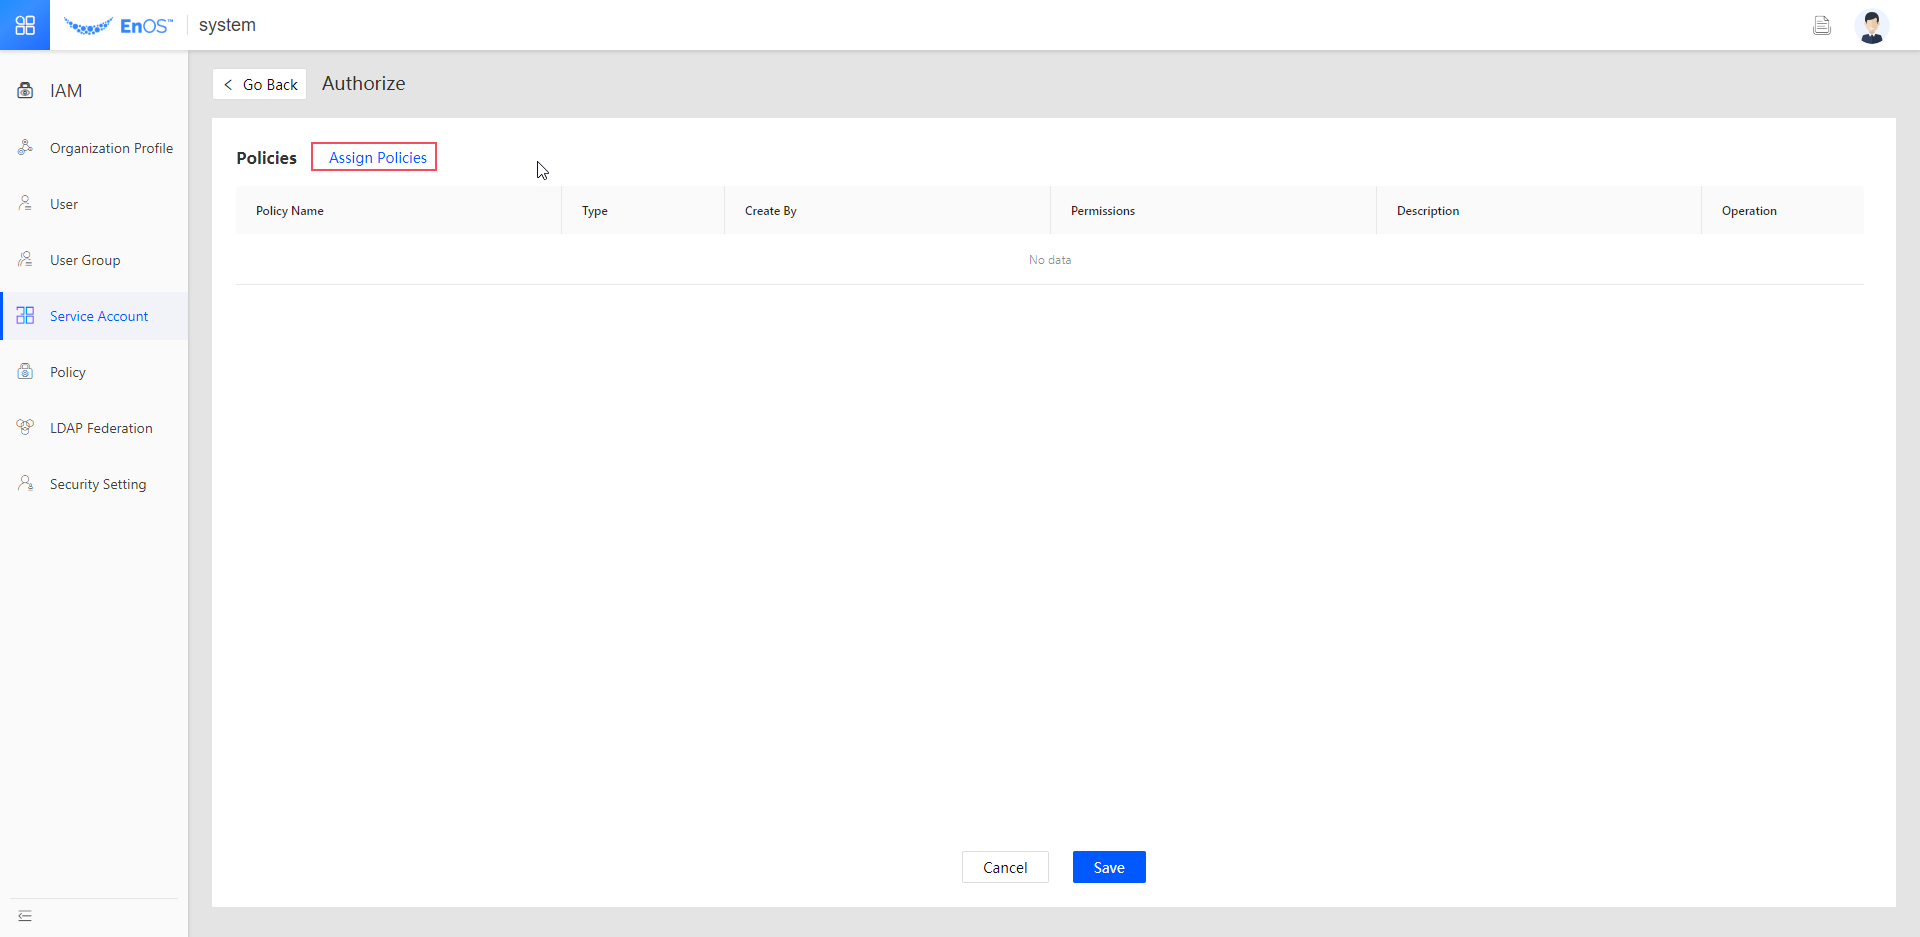 EnOS™ system
IAM
Organization Profile
User
User Group
Service Account
Policy
LDAP Federation
Security Setting
Go Back Authorize
Policies Assign Policies
Policy Name Type Create By Permissions Description Operation
No data
Cancel Save